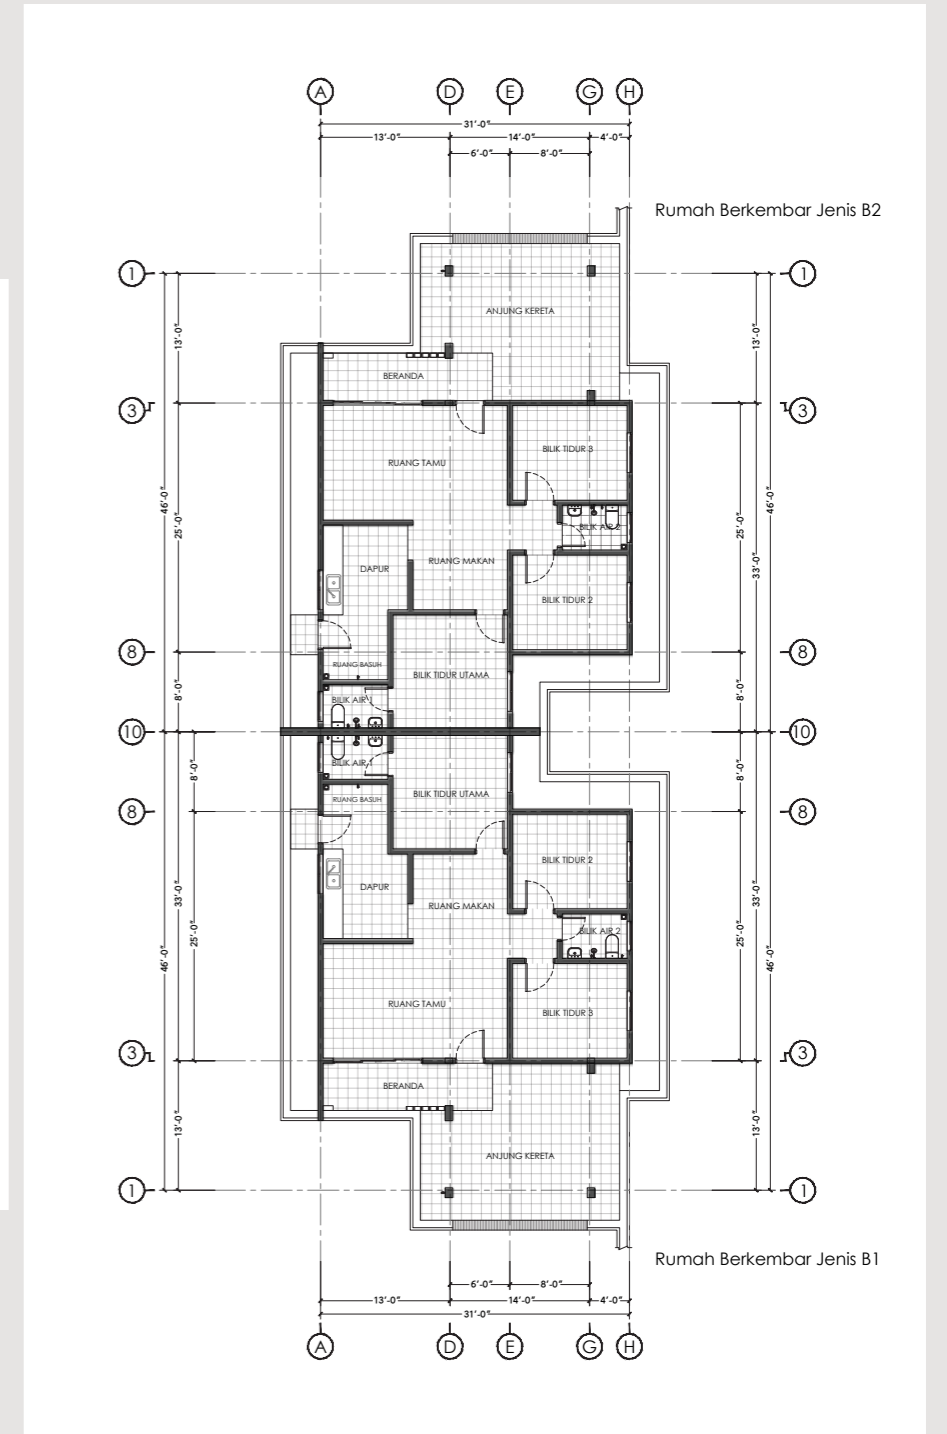 A D E G H
31'-0"
13'-0" 14'-0" 4'-0"
6'-0" 8'-0"
Rumah Berkembar Jenis B2
1 1
ANJUNG KERETA
13'-0" 13'-0"
BERANDA
3 3
BILIK TIDUR 3
RUANG TAMU
46'-0" 46'-0"
25'-0" 25'-0"
BILIK AIR 2
RUANG MAKAN
DAPUR
33'-0"
BILIK TIDUR 2
8 8
RUANG BASUH
BILIK TIDUR UTAMA
8'-0" 8'-0"
BILIK AIR 1
10 10
BILIK AIR 1
8'-0" 8'-0"
BILIK TIDUR UTAMA
RUANG BASUH
8 8
BILIK TIDUR 2
DAPUR
33'-0" 33'-0"
RUANG MAKAN
BILIK AIR 2
25'-0" 25'-0"
46'-0" 46'-0"
RUANG TAMU
BILIK TIDUR 3
3 3
BERANDA
13'-0" 13'-0"
ANJUNG KERETA
1 1
Rumah Berkembar Jenis B1
6'-0" 8'-0"
13'-0" 14'-0" 4'-0"
31'-0"
A D E G H